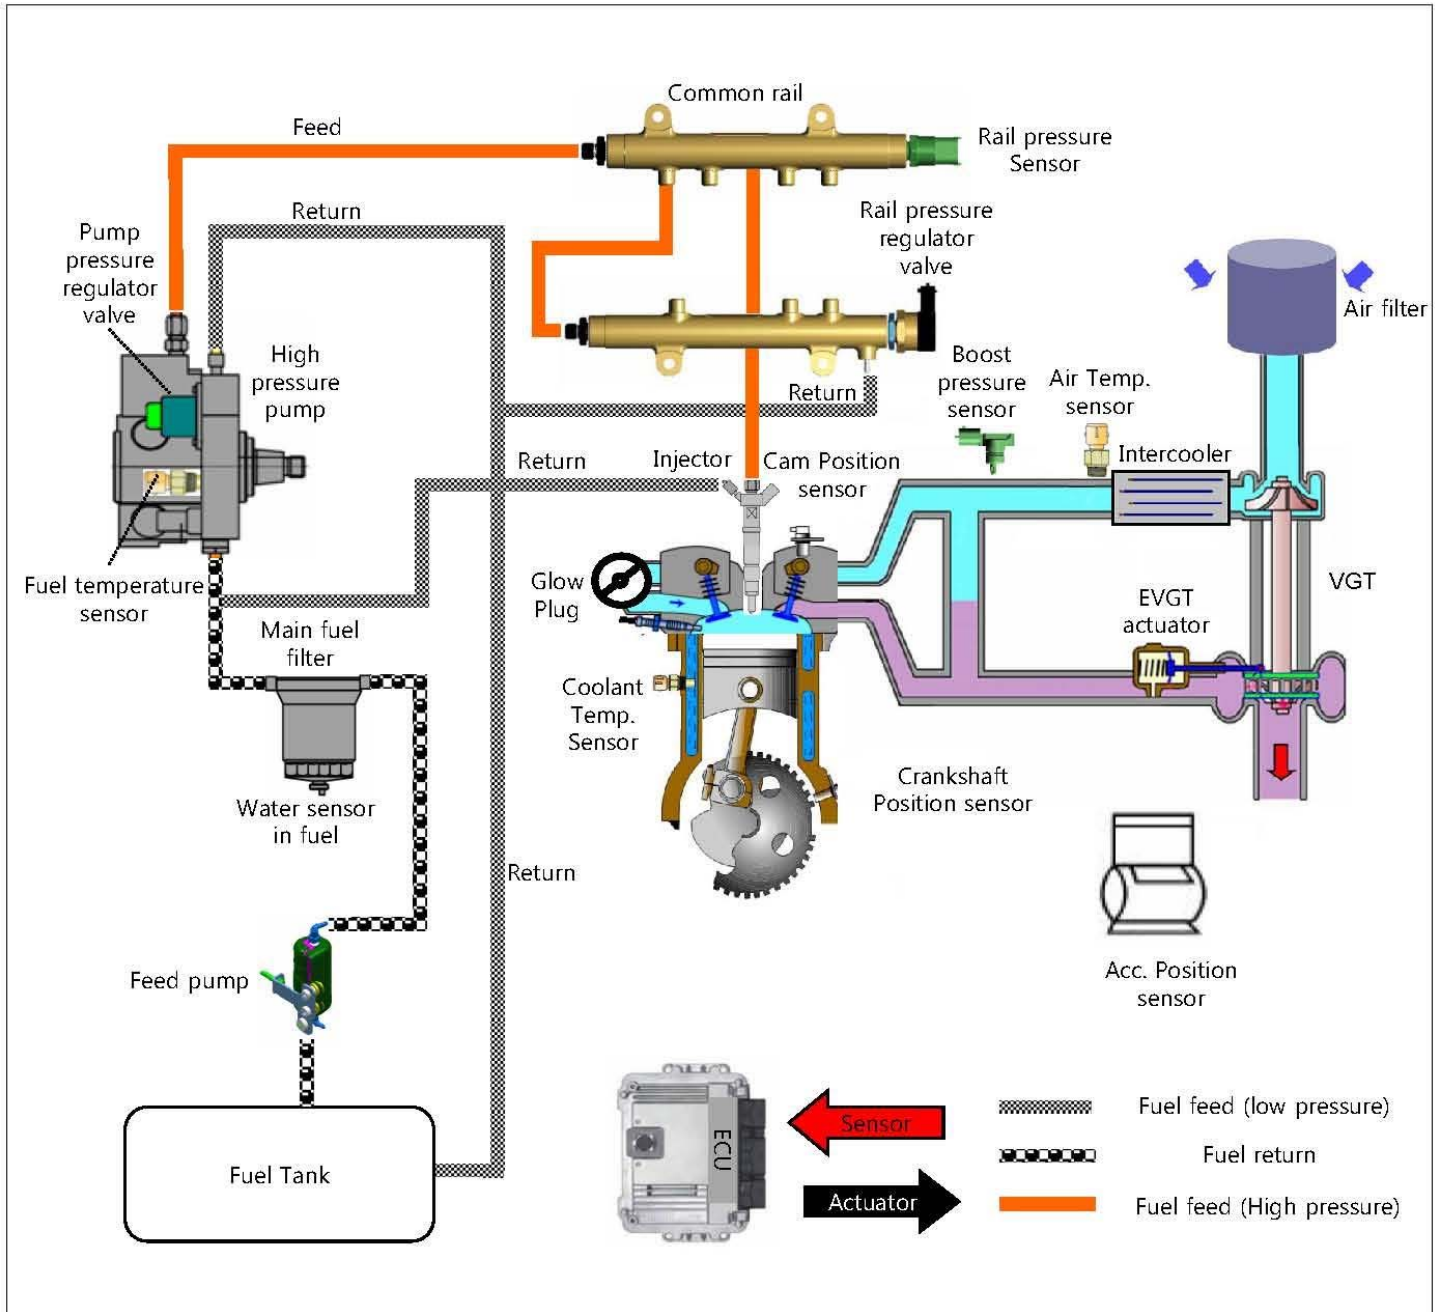 Common rail
Feed
Rail pressure
Sensor
Return
Rail pressure
regulator
valve
Pump
pressure
regulator
valve
Air filter
High
pressure
pump
Boost
pressure
sensor
Air Temp.
sensor
Return
Intercooler
Return
Injector
Cam Position
sensor
Fuel temperature
sensor
Glow
Plug
VGT
EVGT
actuator
Main fuel
filter
Coolant
Temp.
Sensor
Crankshaft
Position sensor
Water sensor
in fuel
Return
Feed pump
Acc. Position
sensor
Fuel Tank
ECU
Sensor
Actuator
Fuel feed (low pressure)
Fuel return
Fuel feed (High pressure)